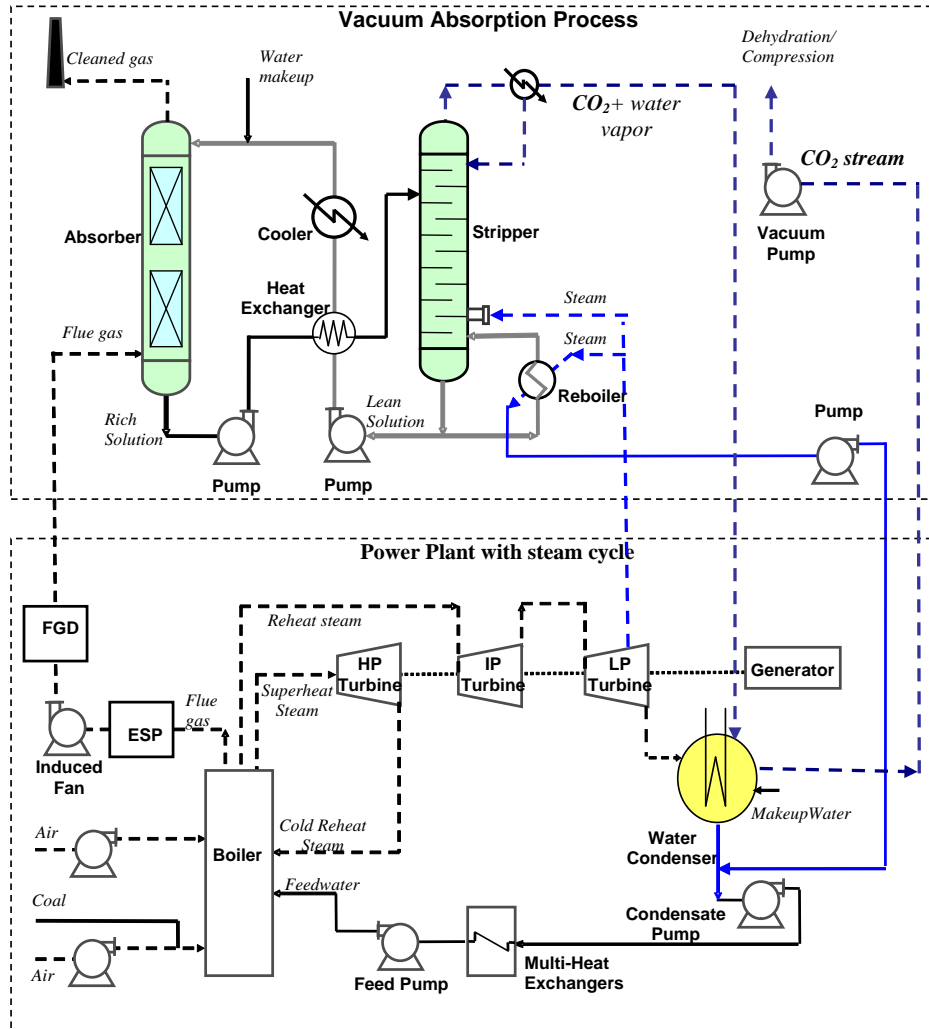 Vacuum Absorption Process
Cleaned gas
Water
makeup
Dehydration/
Compression
CO2+ water
vapor
CO2 stream
Absorber
Cooler
Stripper
Vacuum
Pump
Heat
Exchanger
Steam
Flue gas
Steam
Reboiler
Rich
Solution
Lean
Solution
Pump
Pump
Pump
Power Plant with steam cycle
FGD
Reheat steam
HP
Turbine
IP
Turbine
LP
Turbine
Generator
Superheat
Steam
Flue
gas
ESP
Induced
Fan
MakeupWater
Air
Boiler
Cold Reheat
Steam
Water
Condenser
Feedwater
Coal
Condensate
Pump
Air
Feed Pump
Multi-Heat
Exchangers